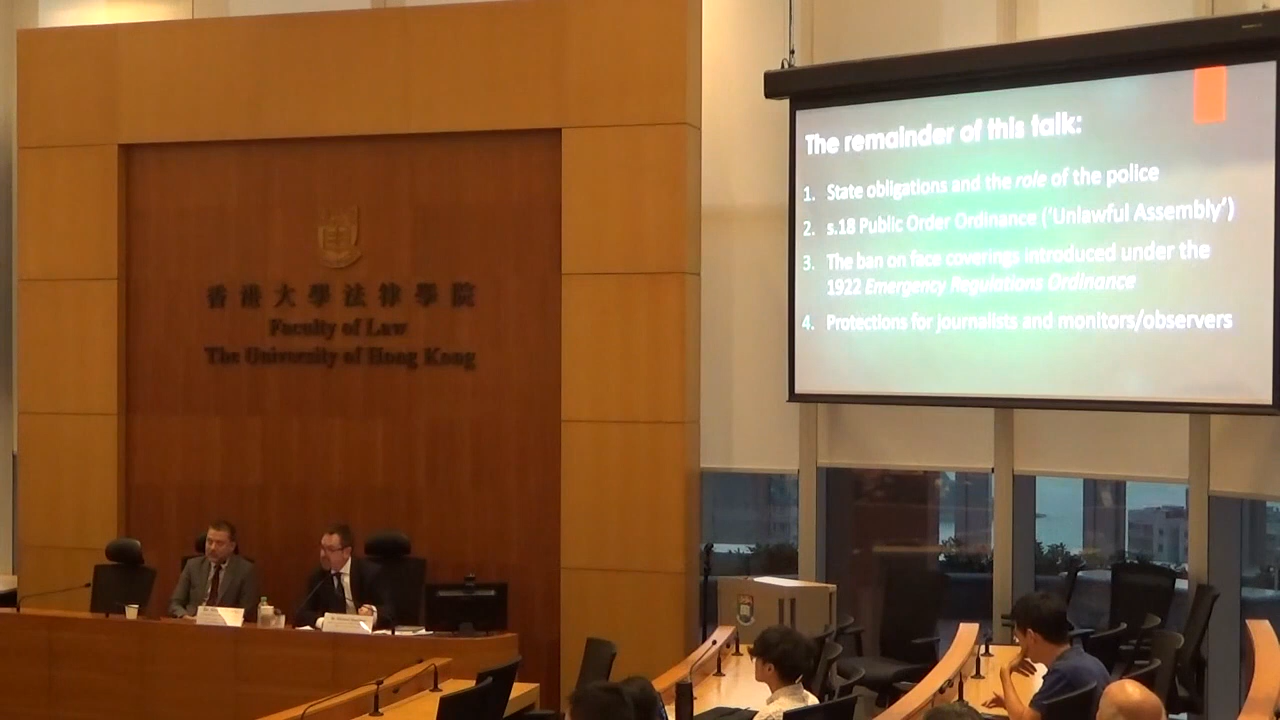 香港大學法律學院
Faculty of Law
The University of Hong Kong
The remainder of this talk:
1. State obligations and the role of the police
2. s.18 Public Order Ordinance ('Unlawful Assembly')
3. The ban on face coverings introduced under the
1922 Emergency Regulations Ordinance
4. Protections for journalists and monitors/observers